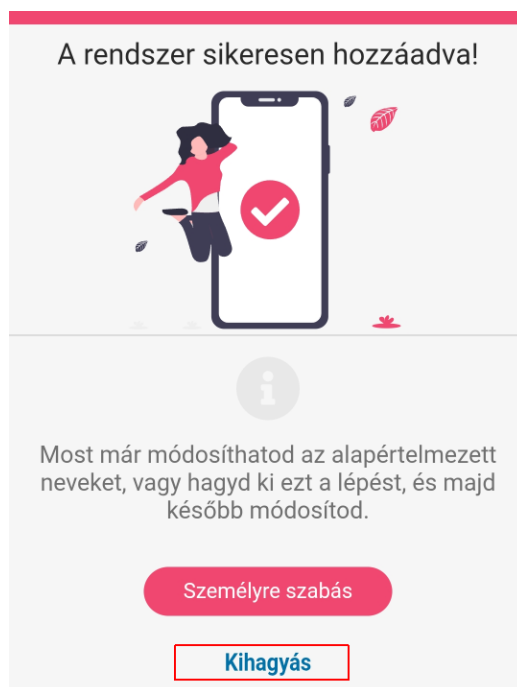 A rendszer sikeresen hozzáadva!
Most már módosíthatod az alapértelmezett
neveket, vagy hagyd ki ezt a lépést, és majd
később módosítod.
Személyre szabás
Kihagyás